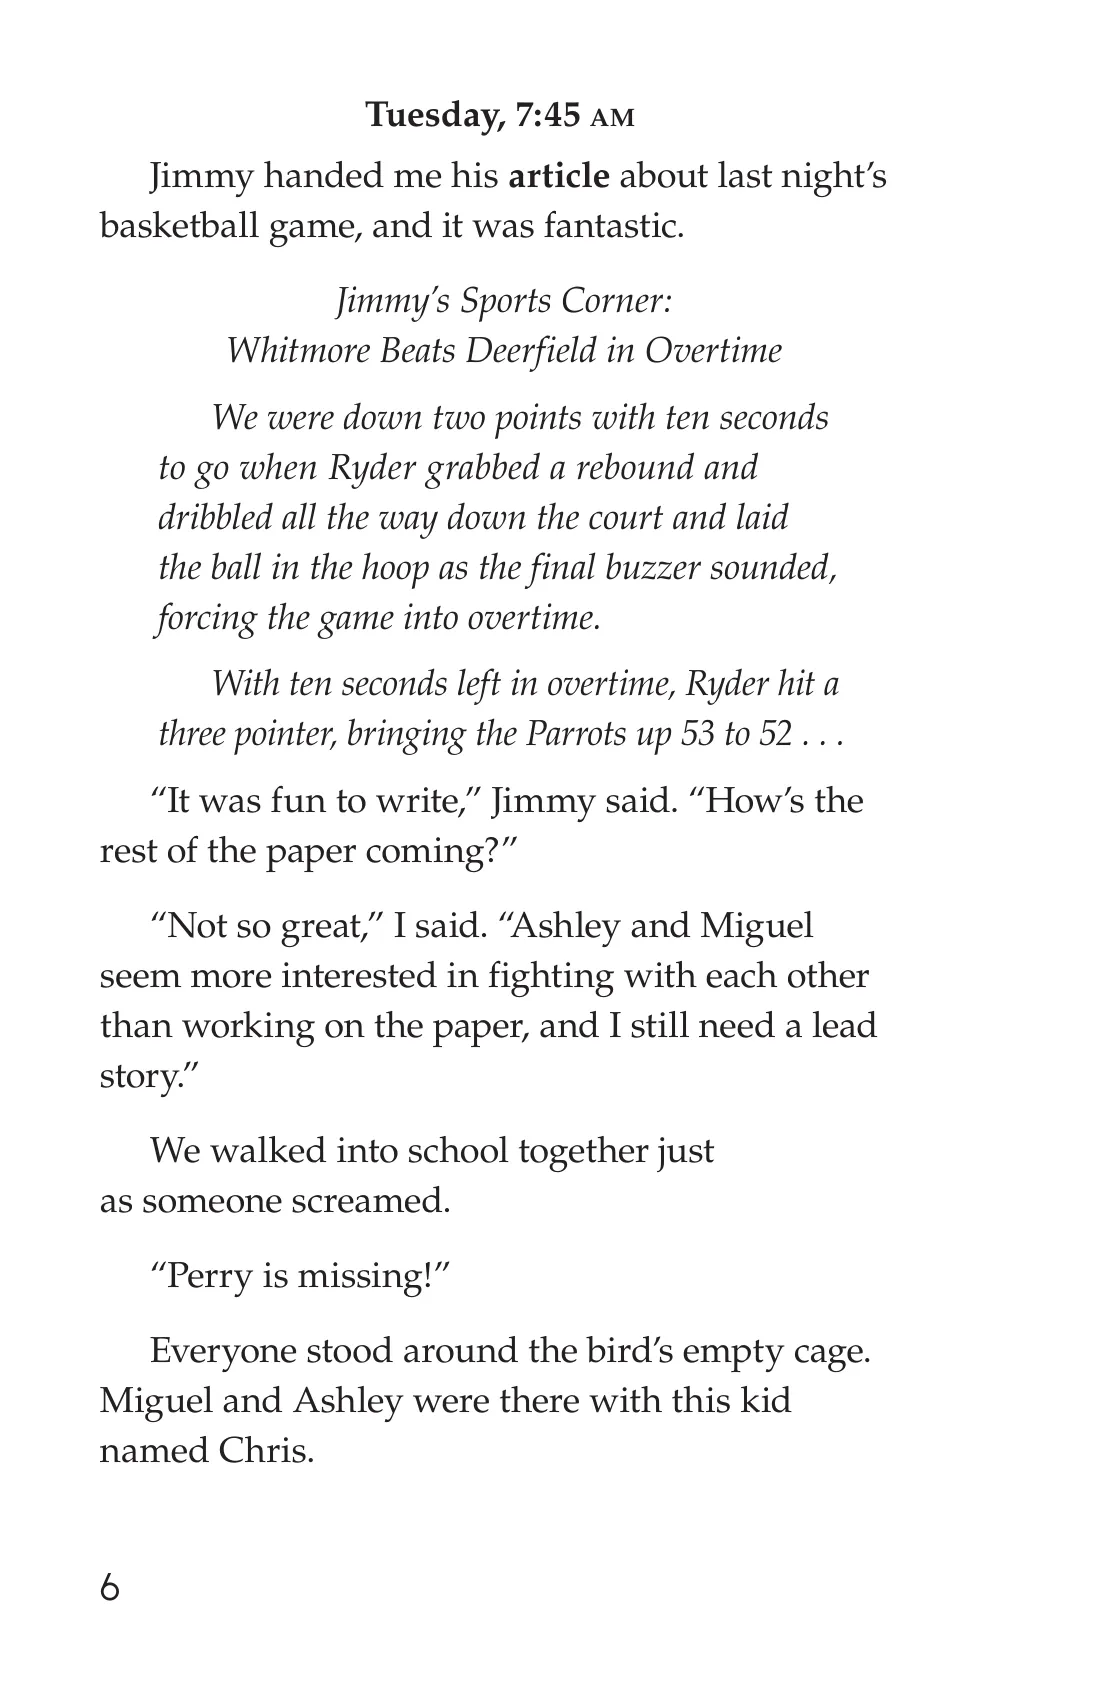 Tuesday, 7:45 AM
Jimmy handed me his article about last night’s
basketball game, and it was fantastic.
Jimmy’s Sports Corner:
Whitmore Beats Deerfield in Overtime
We were down two points with ten seconds
to go when Ryder grabbed a rebound and
dribbled all the way down the court and laid
the ball in the hoop as the final buzzer sounded,
forcing the game into overtime.
With ten seconds left in overtime, Ryder hit a
three pointer, bringing the Parrots up 53 to 52 . . .
“It was fun to write,” Jimmy said. “How’s the
rest of the paper coming?”
“Not so great,” I said. “Ashley and Miguel
seem more interested in fighting with each other
than working on the paper, and I still need a lead
story.”
We walked into school together just
as someone screamed.
“Perry is missing!”
Everyone stood around the bird’s empty cage.
Miguel and Ashley were there with this kid
named Chris.
6